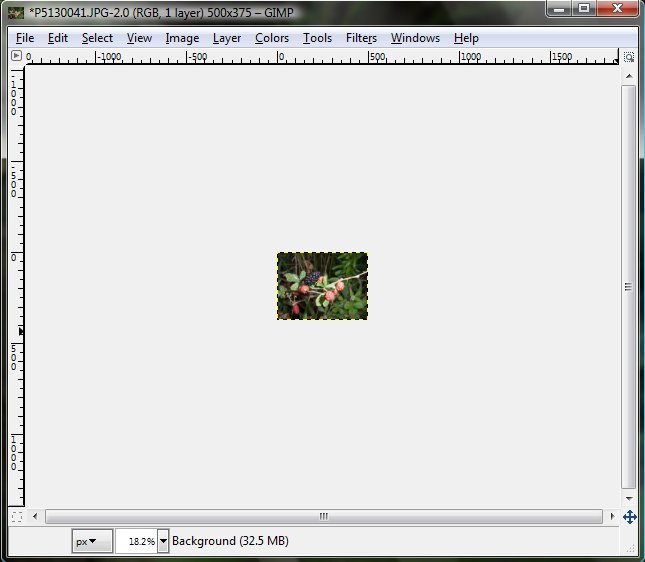 *P5130041.JPG-2.0 (RGB, 1 layer) 500x375 – GIMP
File Edit Select View Image Layer Colors Tools Filters Windows Help
0 -1000 -500 0 500 1000 1500
-1000
-500
0
500
1000
px 18.2% Background (32.5 MB)